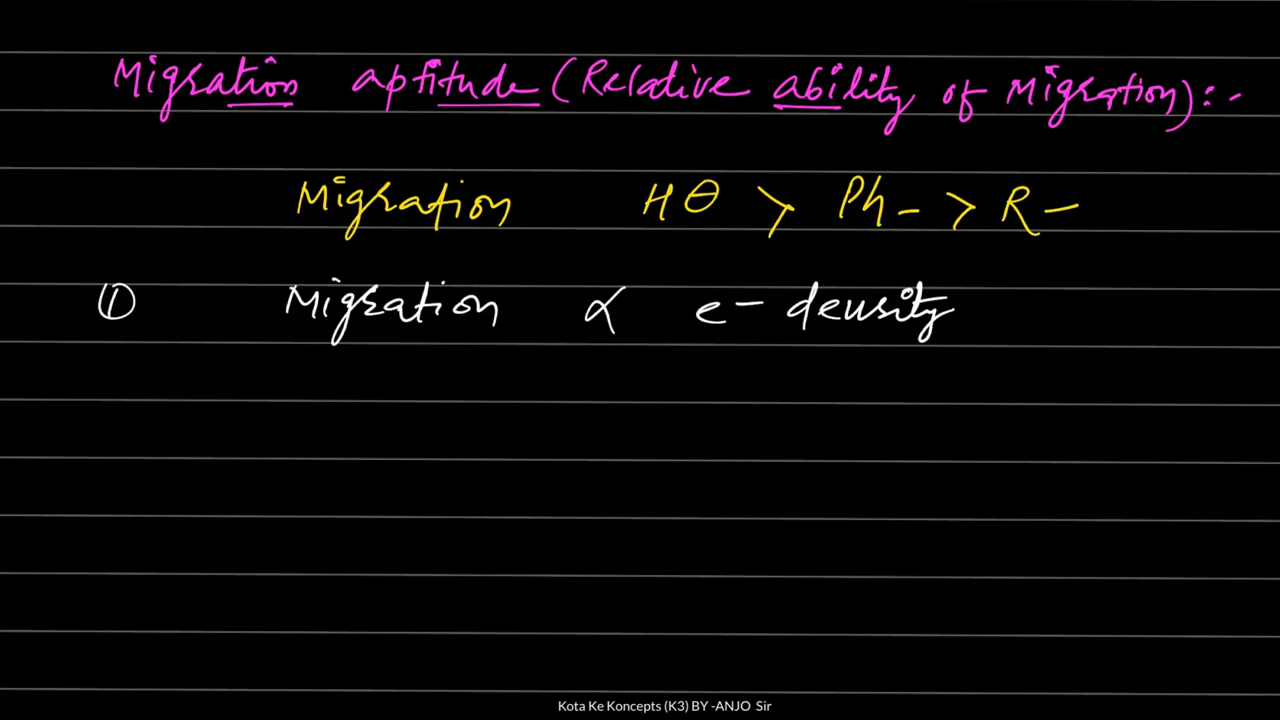 Migration aptitude (Relative ability of Migration):-
Migration H⊖ > Ph- > R-
① Migration ∝ e- density
Kota Ke Koncepts (K3) BY -ANJO Sir